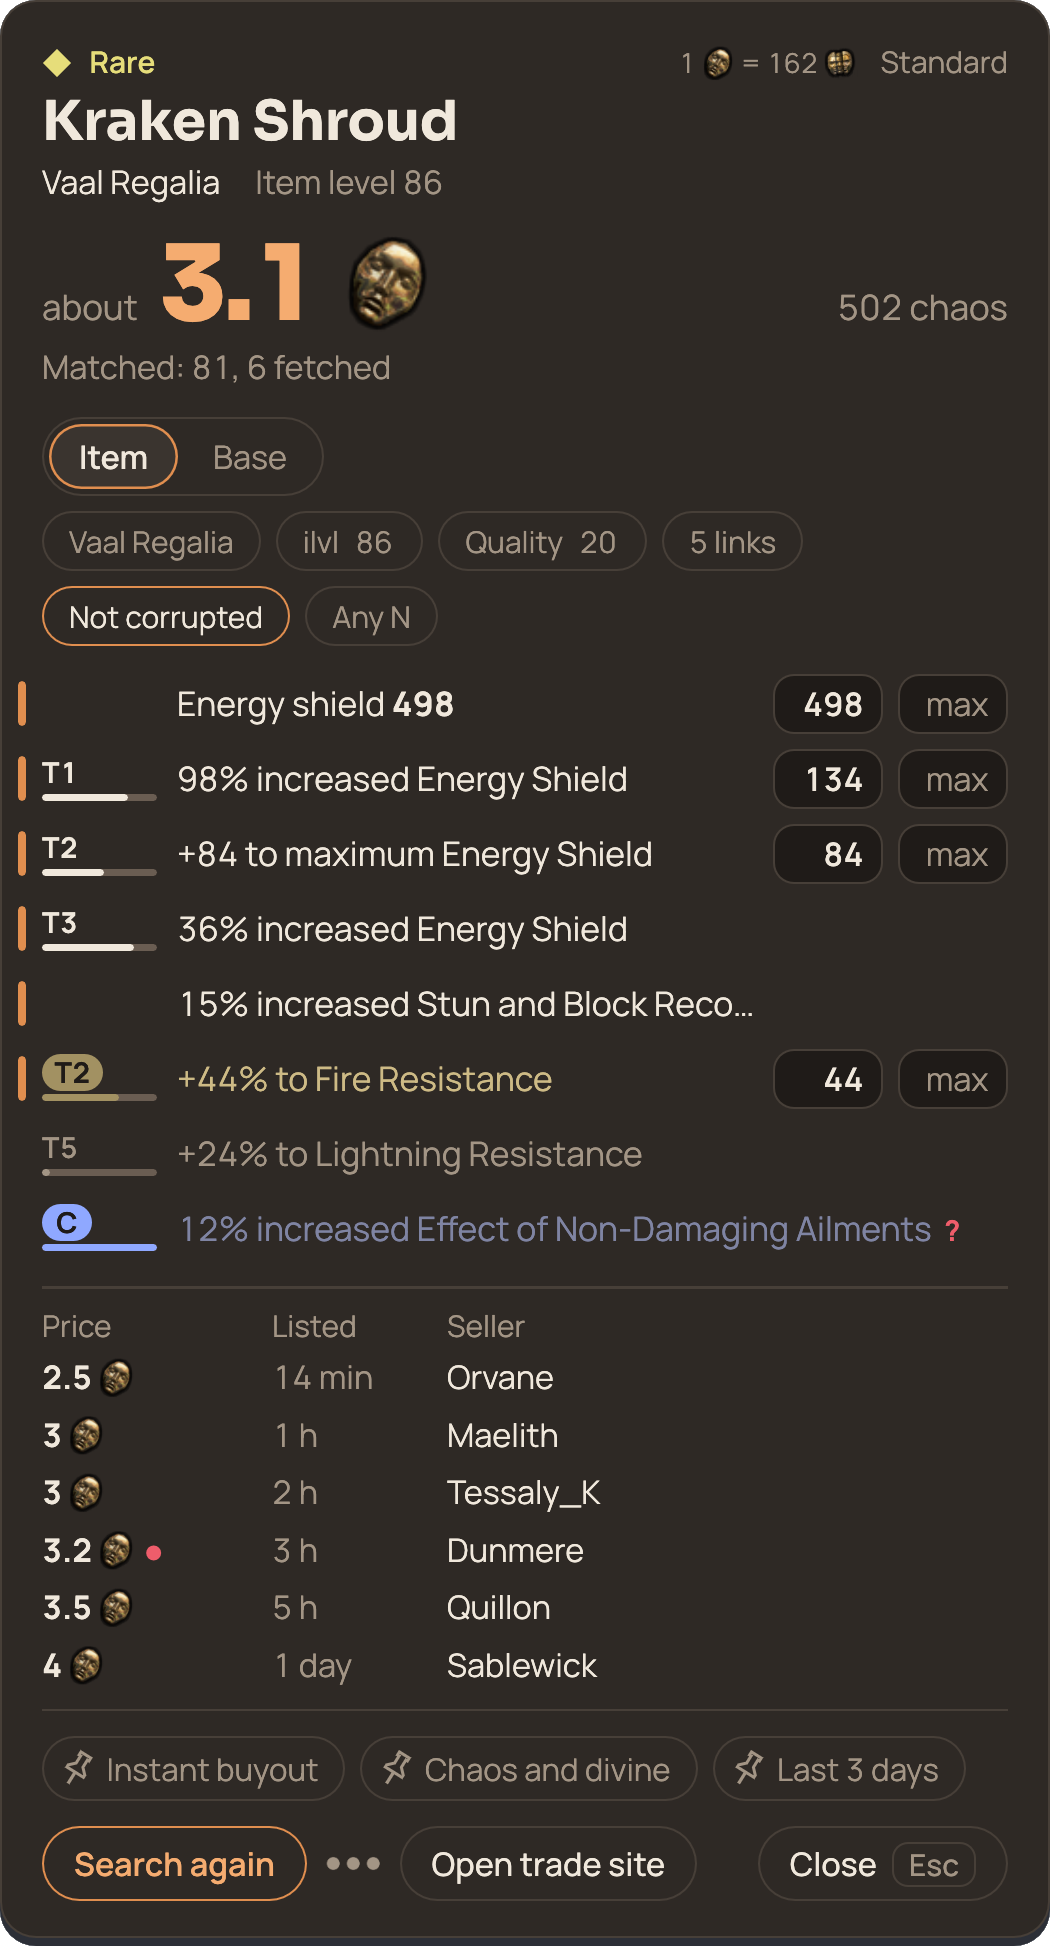 Rare 1 = 162 Standard
Kraken Shroud
Vaal Regalia Item level 86
about 3.1 502 chaos
Matched: 81, 6 fetched
Item Base
Vaal Regalia ilvl 86 Quality 20 5 links
Not corrupted Any N
Energy shield 498 498 max
T1 98% increased Energy Shield 134 max
T2 +84 to maximum Energy Shield 84 max
T3 36% increased Energy Shield
15% increased Stun and Block Reco...
T2 +44% to Fire Resistance 44 max
T5 +24% to Lightning Resistance
C 12% increased Effect of Non-Damaging Ailments ?
Price Listed Seller
2.5 14 min Orvane
3 1 h Maelith
3 2 h Tessaly_K
3.2 3 h Dunmere
3.5 5 h Quillon
4 1 day Sablewick
Instant buyout Chaos and divine Last 3 days
Search again ••• Open trade site Close Esc